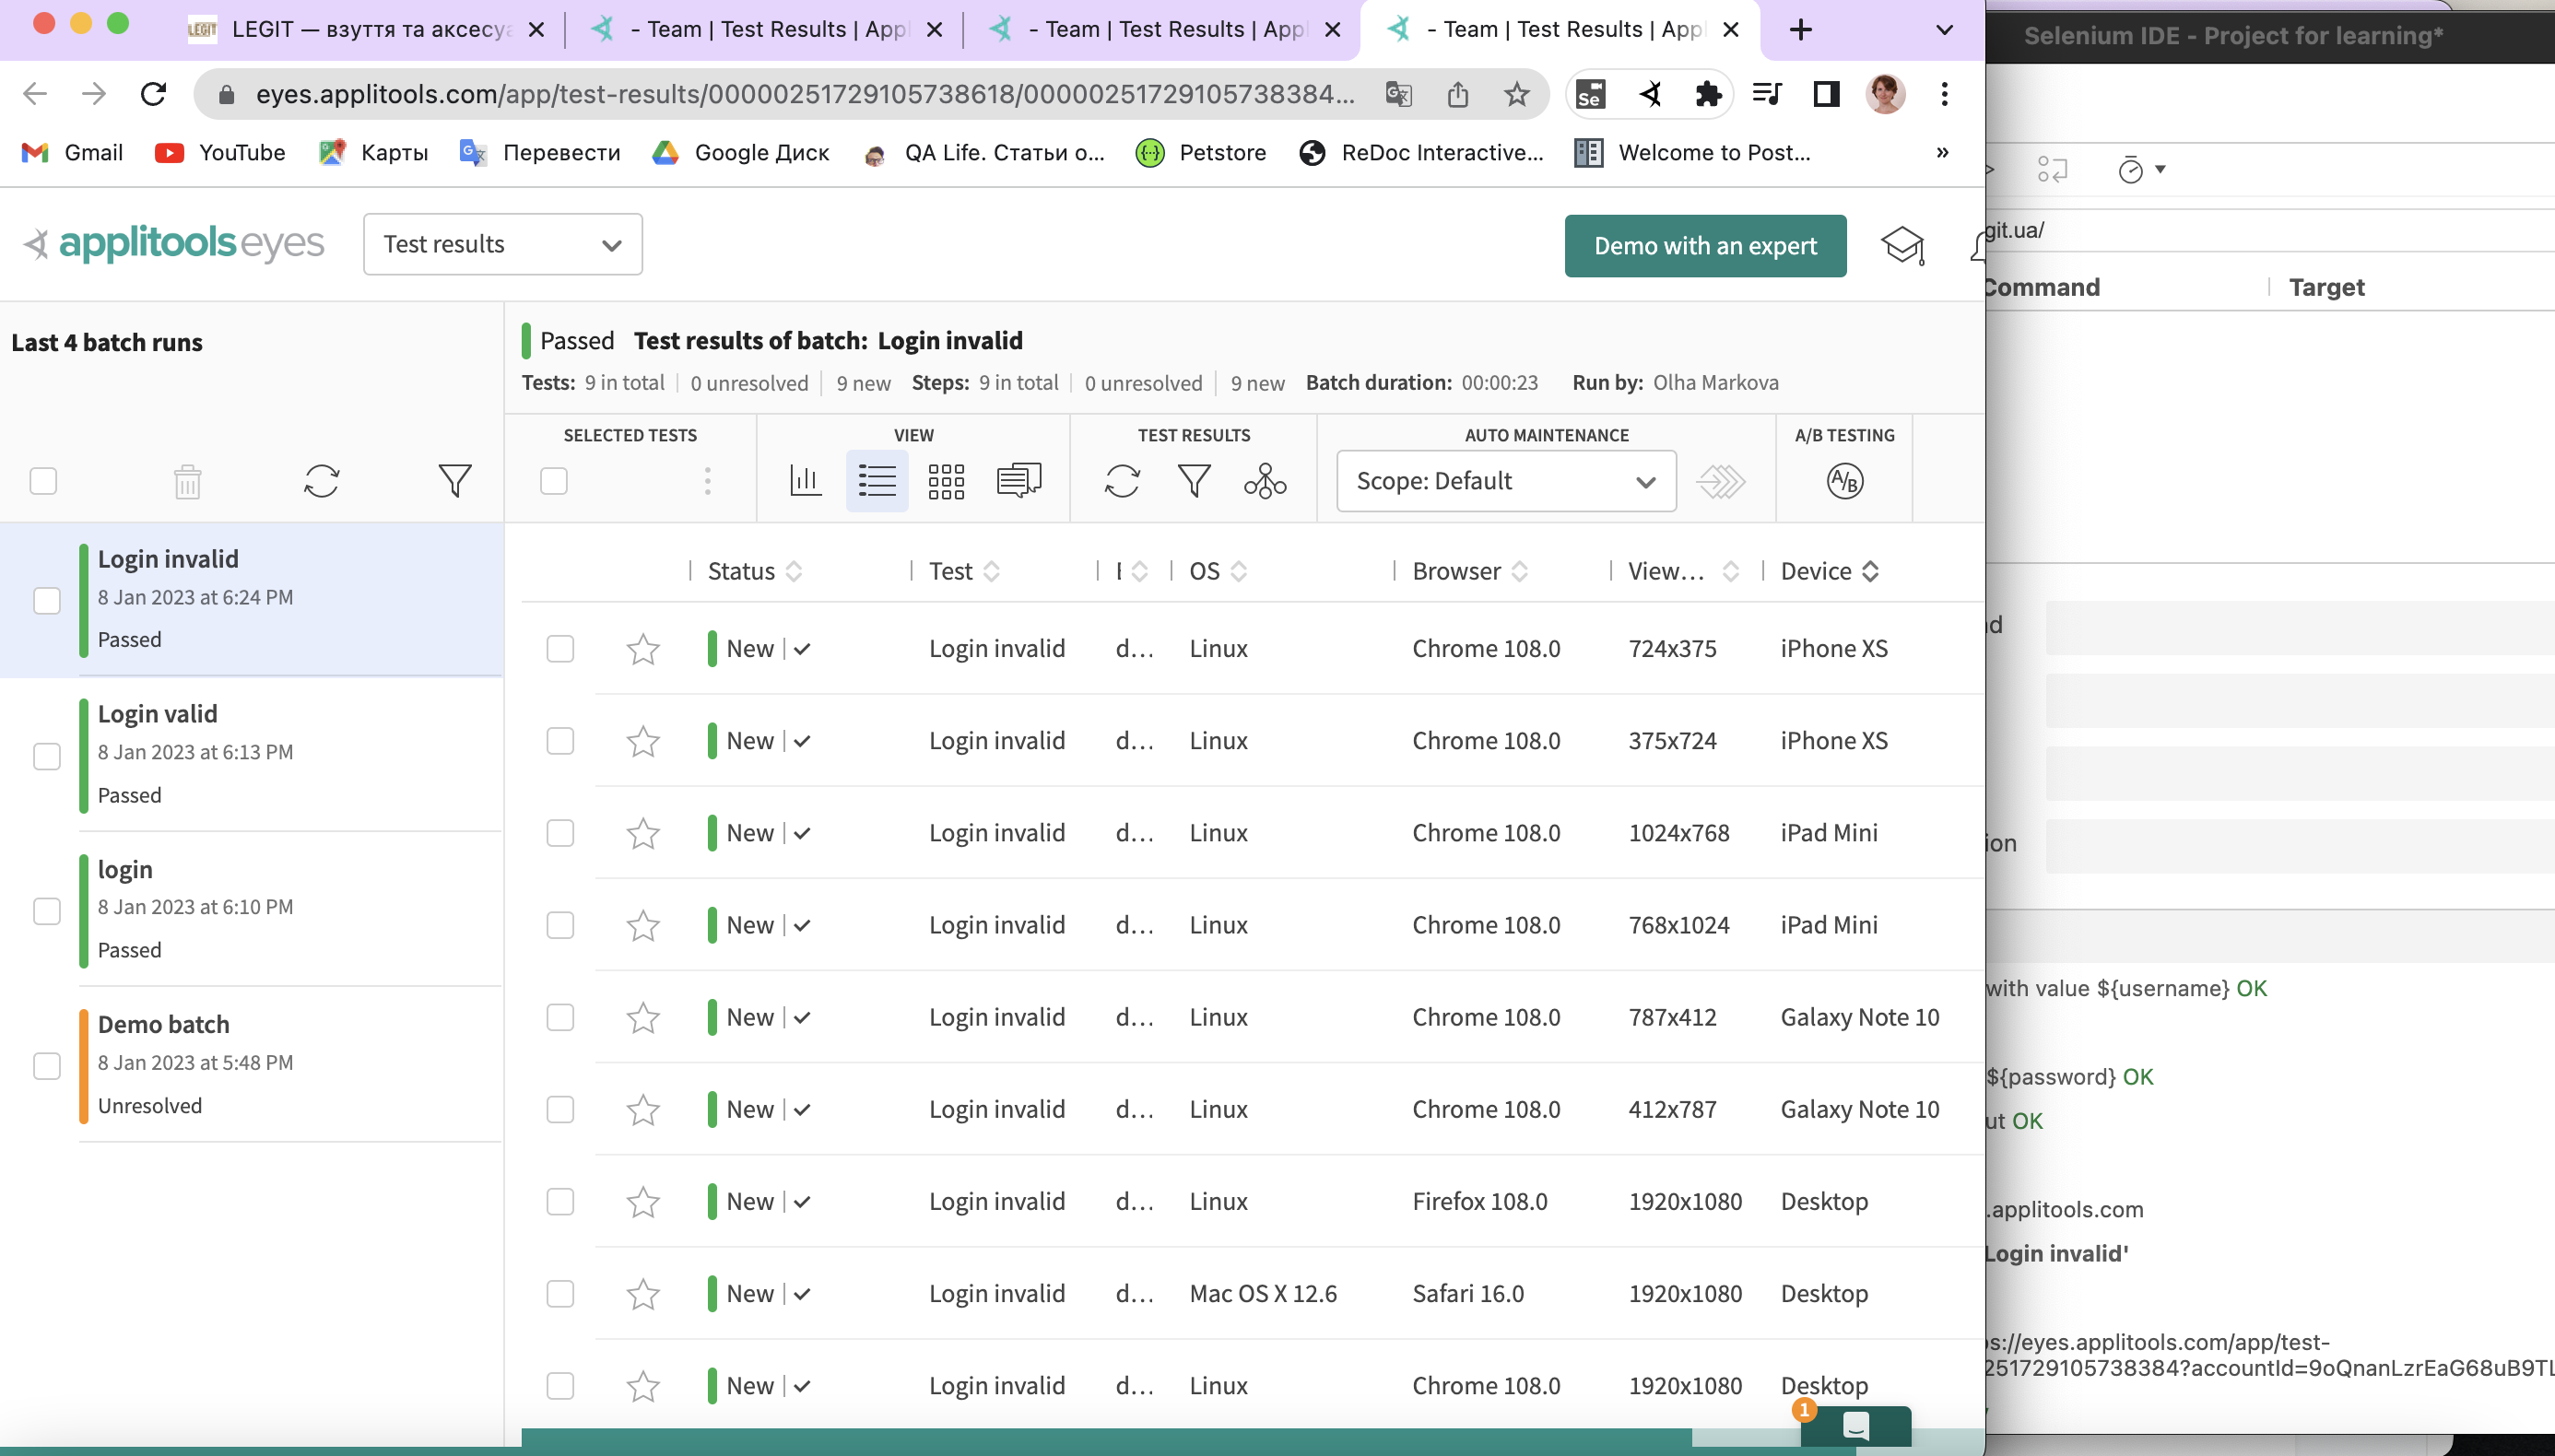 LEGIT — взуття та аксесуа
- Team | Test Results | Appl
- Team | Test Results | Appl
- Team | Test Results | Appl
Selenium IDE - Project for learning*
eyes.applitools.com/app/test-results/00000251729105738618/00000251729105738384...
Gmail
YouTube
Карты
Перевести
Google Диск
QA Life. Статьи о...
Petstore
ReDoc Interactive...
Welcome to Post...
»
git.ua/
Command Target
applitools eyes
Test results
Demo with an expert
Last 4 batch runs
Passed Test results of batch: Login invalid
Tests: 9 in total | 0 unresolved | 9 new Steps: 9 in total | 0 unresolved | 9 new Batch duration: 00:00:23 Run by: Olha Markova
SELECTED TESTS VIEW TEST RESULTS AUTO MAINTENANCE A/B TESTING
Scope: Default
A/B
Login invalid
8 Jan 2023 at 6:24 PM
Passed
Login valid
8 Jan 2023 at 6:13 PM
Passed
login
8 Jan 2023 at 6:10 PM
Passed
Demo batch
8 Jan 2023 at 5:48 PM
Unresolved
Status Test OS Browser View... Device
New Login invalid d... Linux Chrome 108.0 724x375 iPhone XS
New Login invalid d... Linux Chrome 108.0 375x724 iPhone XS
New Login invalid d... Linux Chrome 108.0 1024x768 iPad Mini
New Login invalid d... Linux Chrome 108.0 768x1024 iPad Mini
New Login invalid d... Linux Chrome 108.0 787x412 Galaxy Note 10
New Login invalid d... Linux Chrome 108.0 412x787 Galaxy Note 10
New Login invalid d... Linux Firefox 108.0 1920x1080 Desktop
New Login invalid d... Mac OS X 12.6 Safari 16.0 1920x1080 Desktop
New Login invalid d... Linux Chrome 108.0 1920x1080 Desktop
1
with value ${username} OK
${password} OK
ut OK
.applitools.com
Login invalid'
ps://eyes.applitools.com/app/test-
251729105738384?accountId=9oQnanLzrEaG68uB9TL